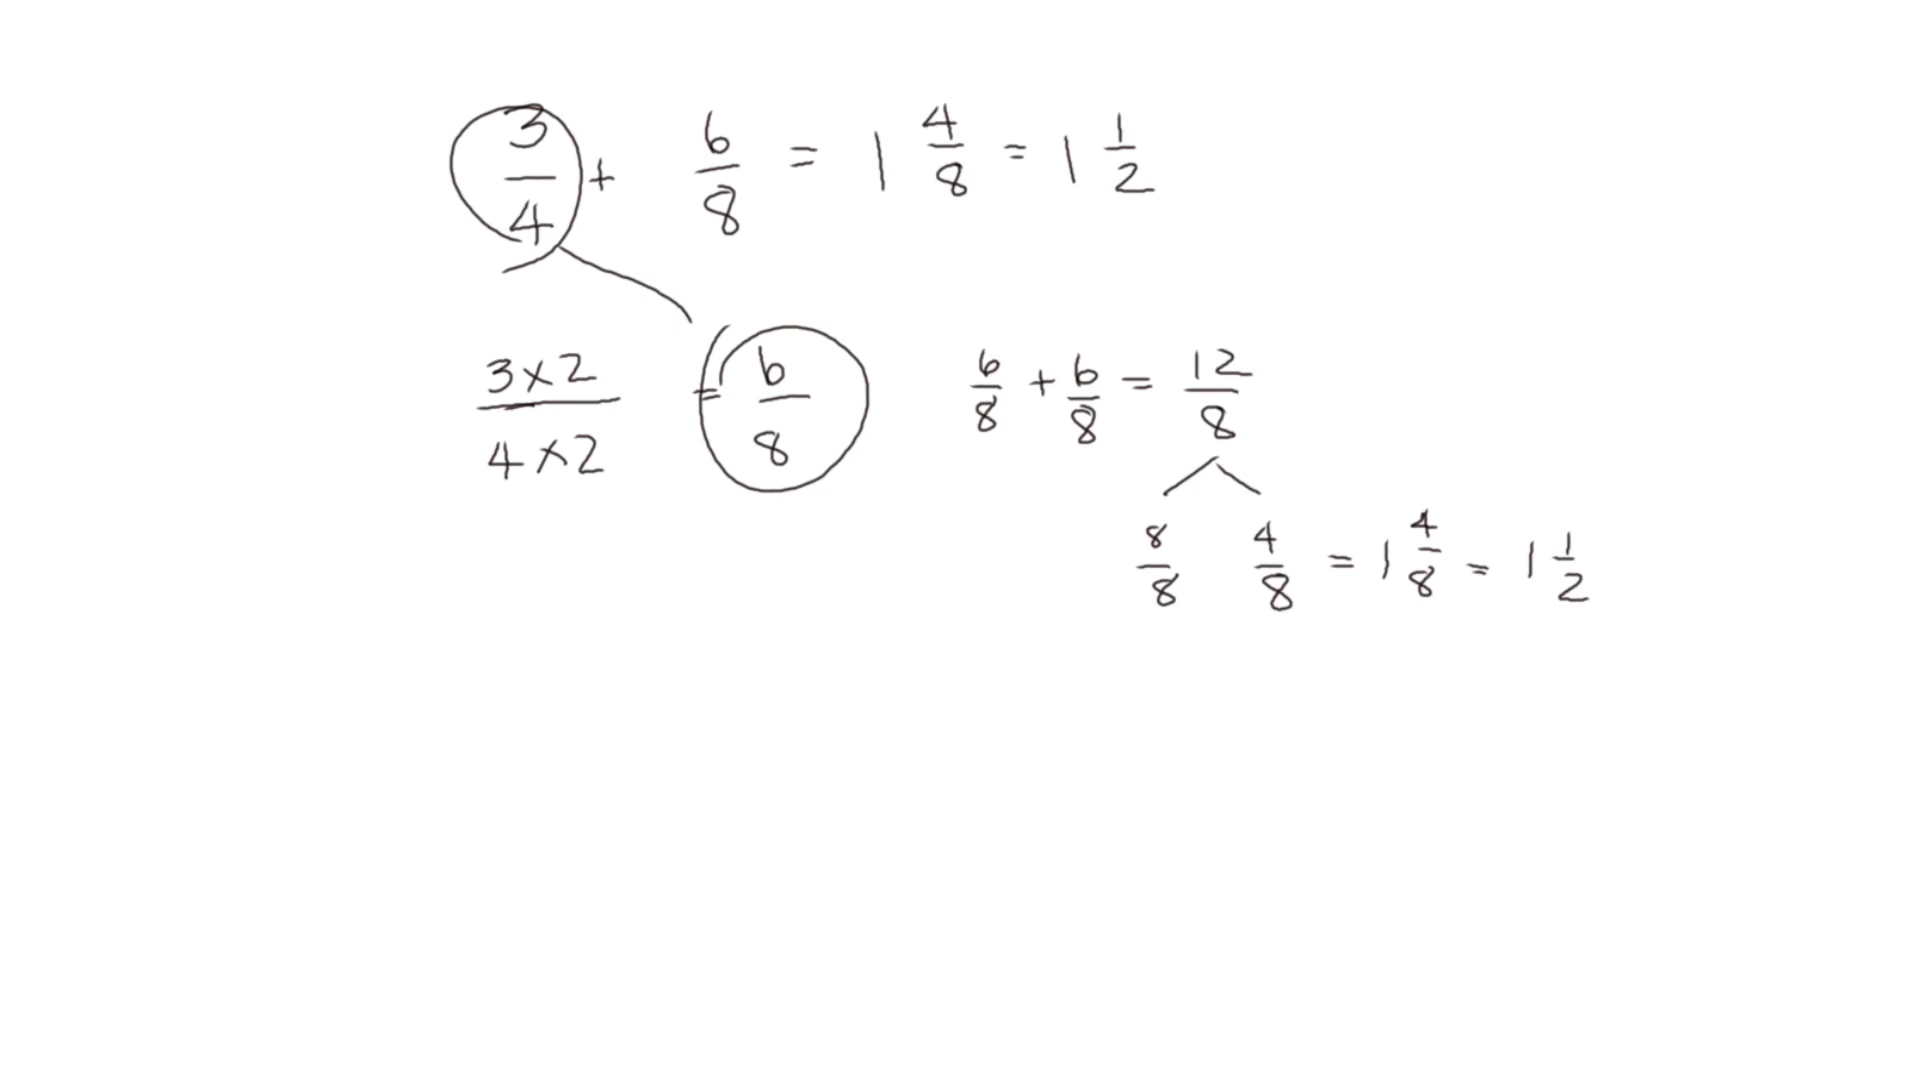 3/4 + 6/8 = 1 4/8 = 1 1/2
3×2/4×2 = 6/8
6/8 + 6/8 = 12/8
8/8 4/8 = 1 4/8 = 1 1/2